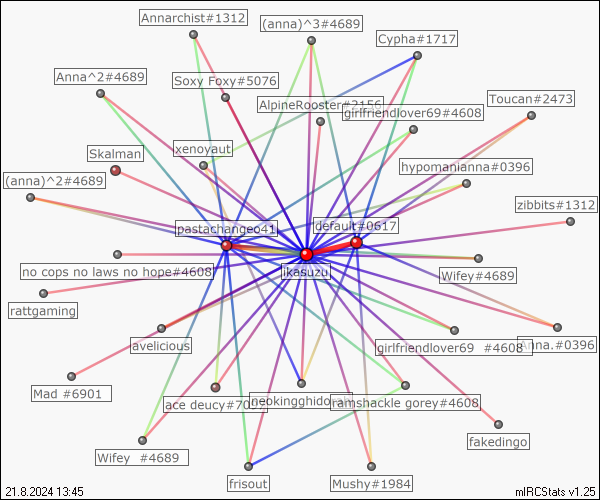 Annarchist#1312
(anna)^3#4689
Cypha#1717
Anna^2#4689
Soxy Foxy#5076
AlpineRooster#2156
girlfriendlover69#4608
Toucan#2473
Skalman
xenoyaut
hypomanianna#0396
(anna)^2#4689
zibbits#1312
pastachangeo41
default#0617
no cops no laws no hope#4608
ikasuzu
Wifey#4689
rattgaming
avelicious
girlfriendlover69 #4608
Anna.#0396
Mad #6901
ace deucy#7057
ramshackle gorey#4608
Wifey #4689
fakedingo
frisout
Mushy#1984
21.8.2024 13:45
mIRCStats v1.25